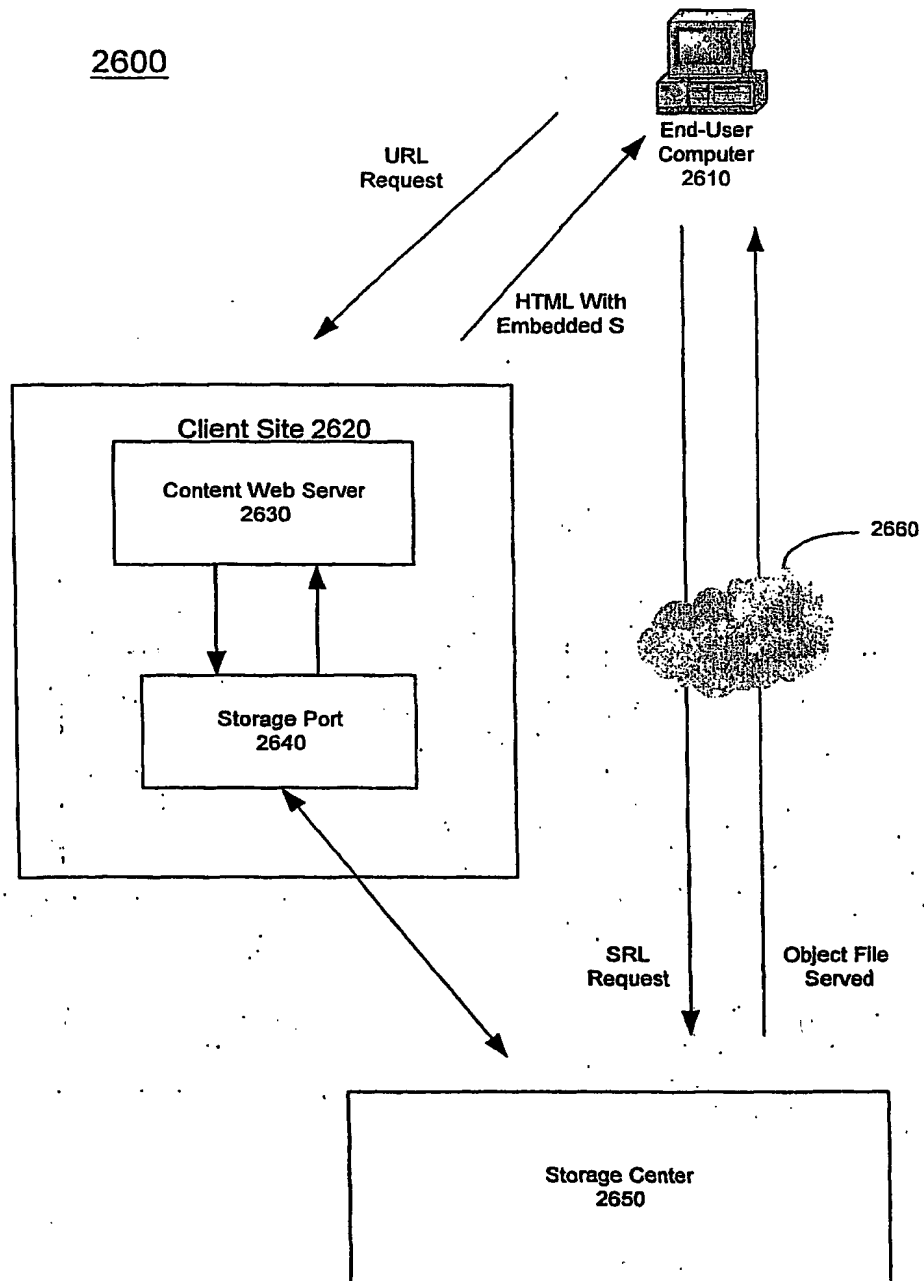 2600
End-User
Computer
2610
URL
Request
HTML With
Embedded S
Client Site 2620
Content Web Server
2630
2660
Storage Port
2640
SRL
Request
Object File
Served
Storage Center
2650